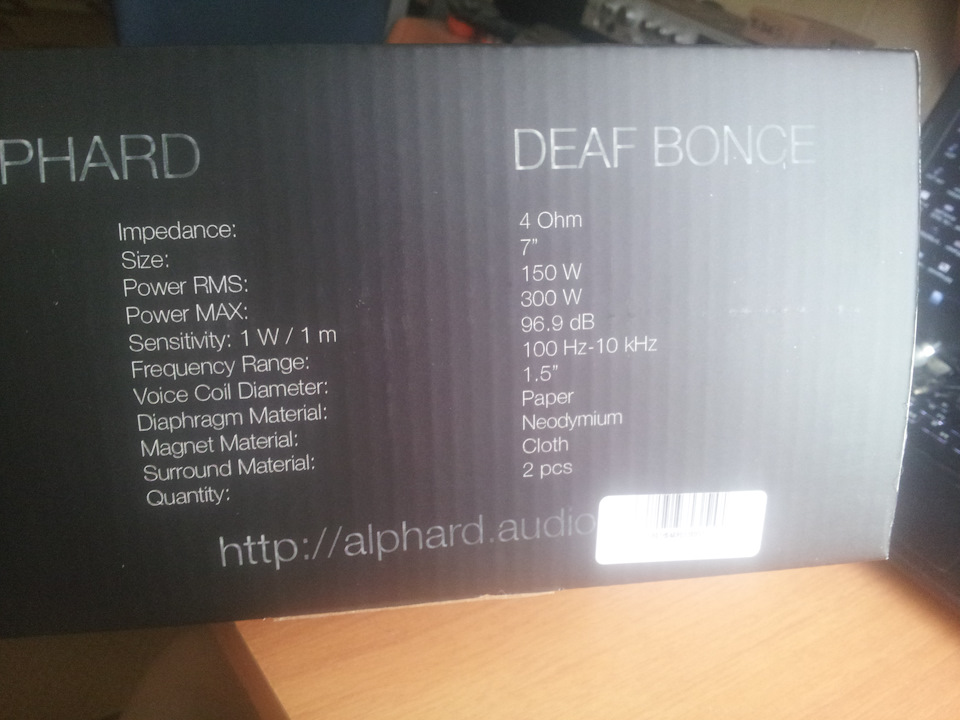 PHARD DEAF BONCE
Impedance: 4 Ohm
Size: 7”
Power RMS: 150 W
Power MAX: 300 W
Sensitivity: 1 W / 1 m 96.9 dB
Frequency Range: 100 Hz-10 kHz
Voice Coil Diameter: 1.5”
Diaphragm Material: Paper
Magnet Material: Neodymium
Surround Material: Cloth
Quantity: 2 pcs
http://alphard.audio